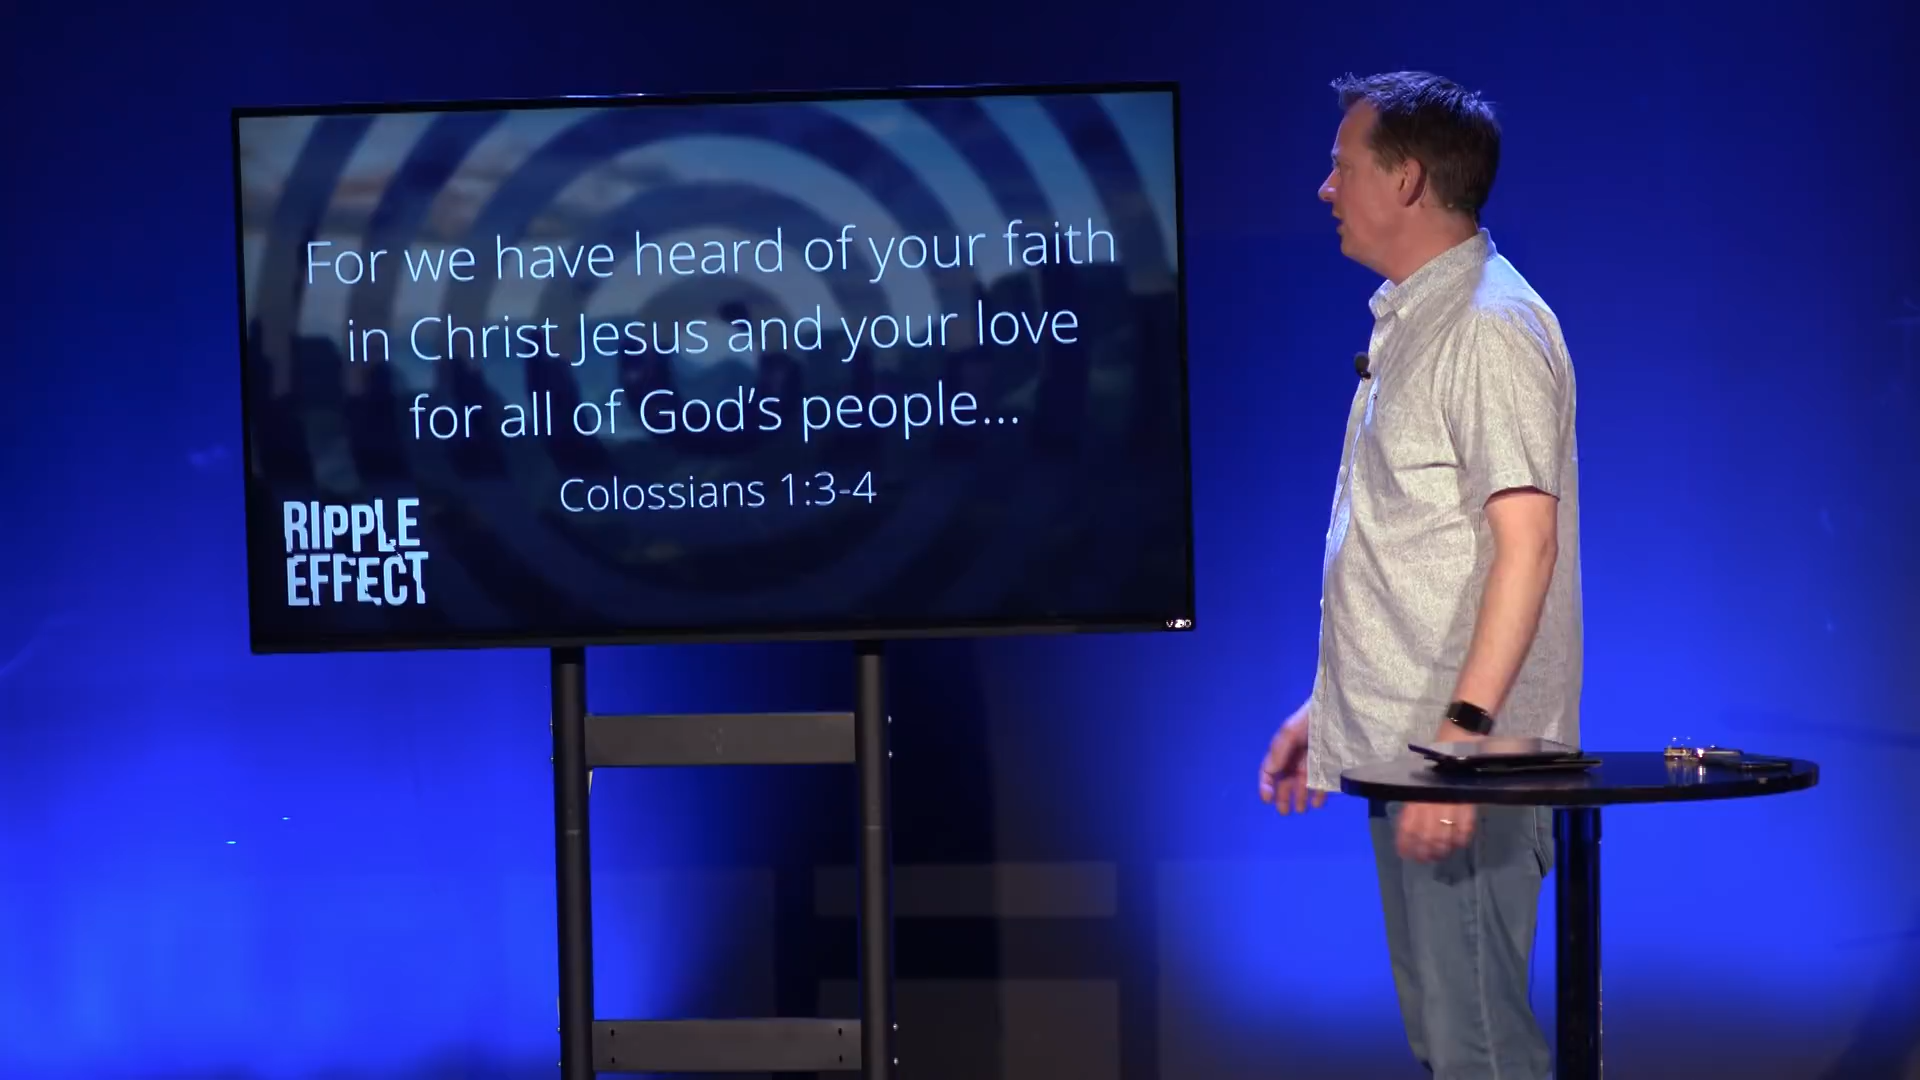 For we have heard of your faith
in Christ Jesus and your love
for all of God's people...
Colossians 1:3-4
RIPPLE
EFFECT
VIZIO